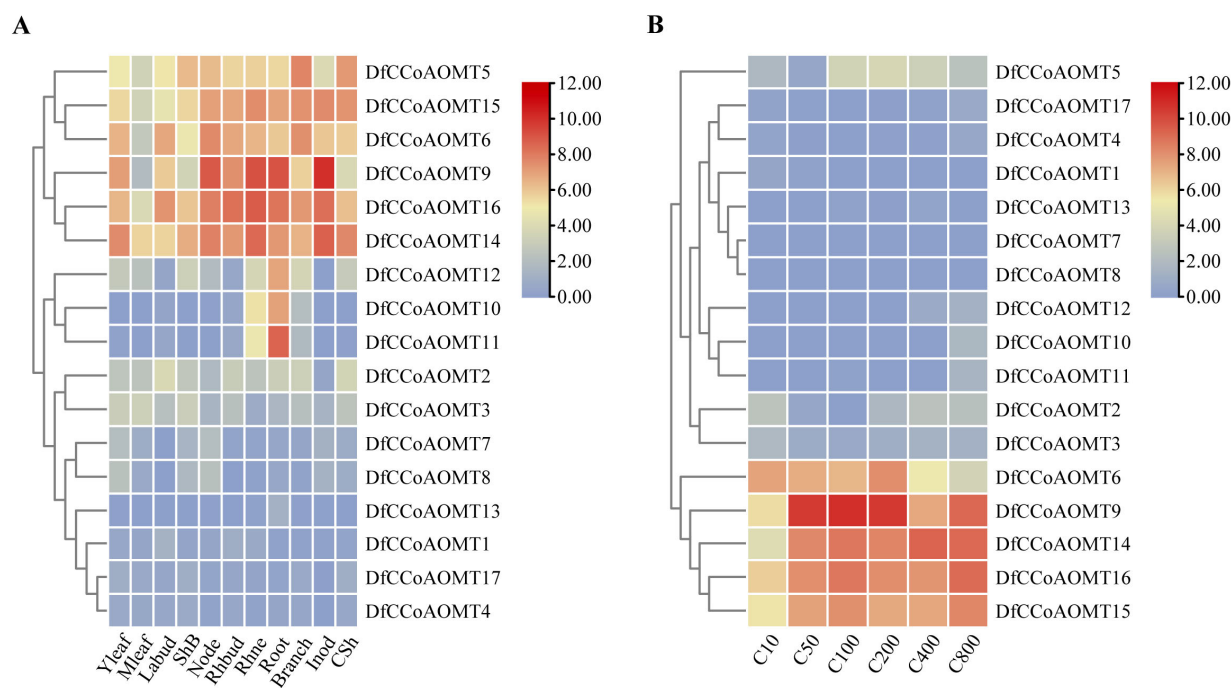 A
DfCCoAOMT5
DfCCoAOMT15
DfCCoAOMT6
DfCCoAOMT9
DfCCoAOMT16
DfCCoAOMT14
DfCCoAOMT12
DfCCoAOMT10
DfCCoAOMT11
DfCCoAOMT2
DfCCoAOMT3
DfCCoAOMT7
DfCCoAOMT8
DfCCoAOMT13
DfCCoAOMT1
DfCCoAOMT17
DfCCoAOMT4
12.00
10.00
8.00
6.00
4.00
2.00
0.00
Yleaf
Mleaf
Labud
ShB
Node
Rhbud
Rhne
Root
Branch
Inod
CSh
B
DfCCoAOMT5
DfCCoAOMT17
DfCCoAOMT4
DfCCoAOMT1
DfCCoAOMT13
DfCCoAOMT7
DfCCoAOMT8
DfCCoAOMT12
DfCCoAOMT10
DfCCoAOMT11
DfCCoAOMT2
DfCCoAOMT3
DfCCoAOMT6
DfCCoAOMT9
DfCCoAOMT14
DfCCoAOMT16
DfCCoAOMT15
12.00
10.00
8.00
6.00
4.00
2.00
0.00
C10
C50
C100
C200
C400
C800